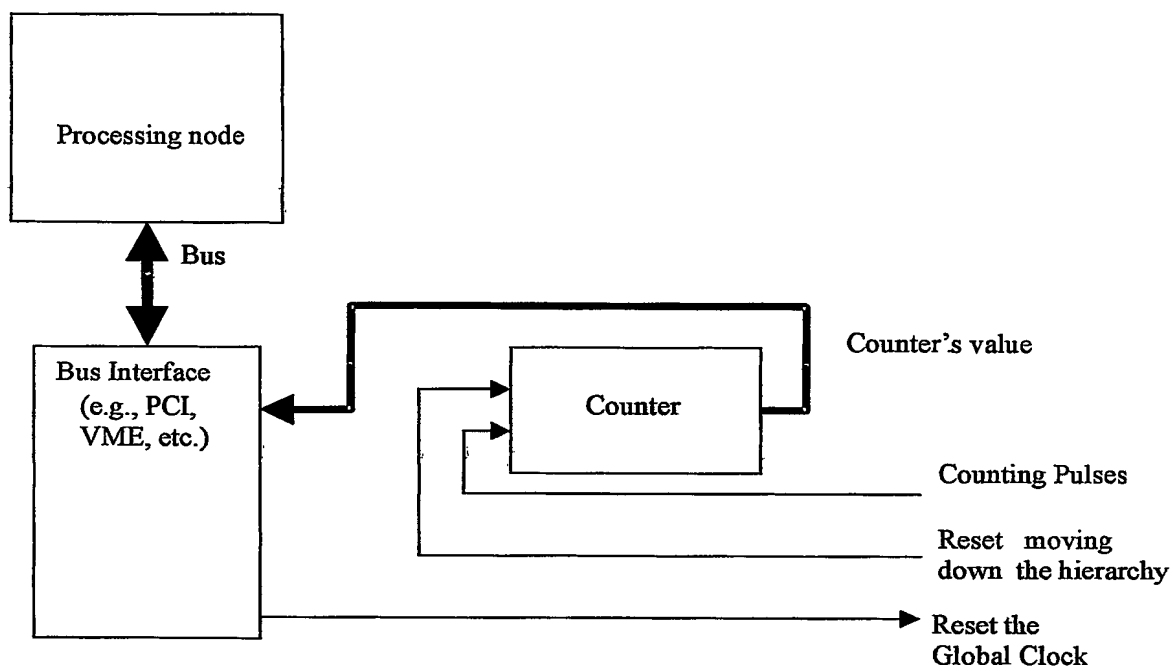 Processing node
Bus
Bus Interface
(e.g., PCI,
VME, etc.)
Counter's value
Counter
Counting Pulses
Reset moving
down the hierarchy
Reset the
Global Clock